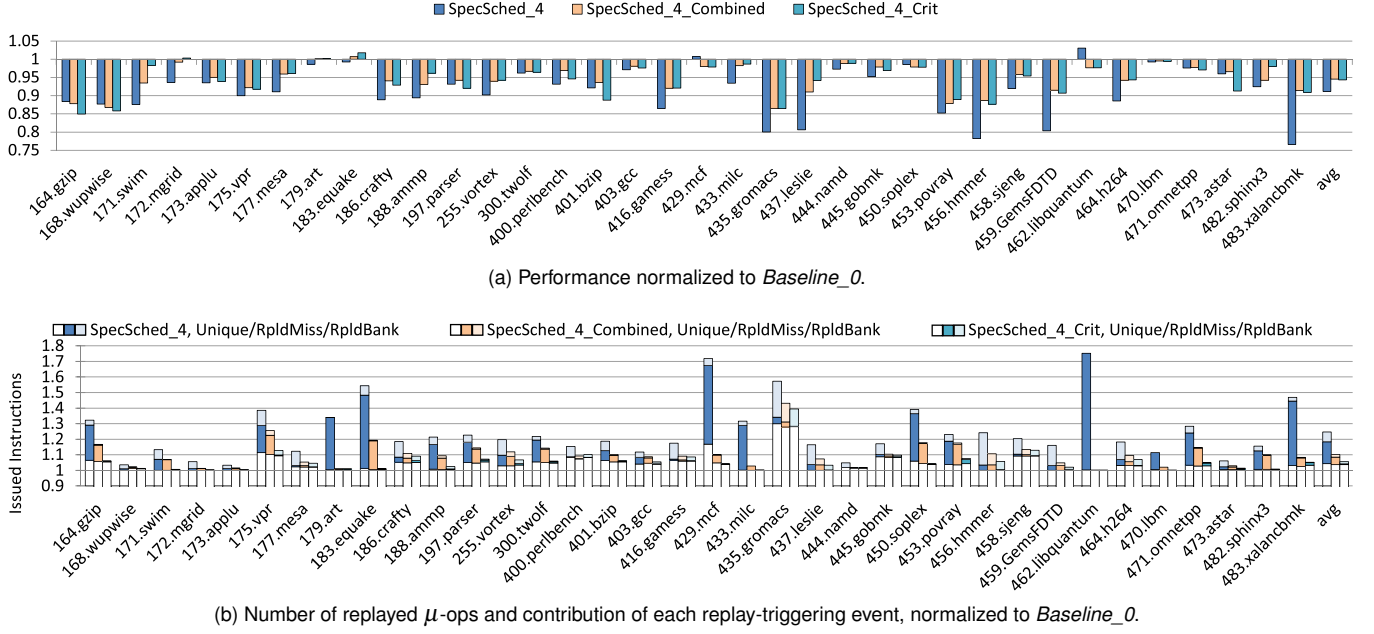 SpecSched_4 SpecSched_4_Combined SpecSched_4_Crit
1.05
1
0.95
0.9
0.85
0.8
0.75
164.gzip
168.wupwise
171.swim
172.mgrid
173.applu
175.vpr
177.mesa
179.art
183.equake
186.crafty
188.ammp
197.parser
255.vortex
300.twolf
400.perlbench
401.bzip
403.gcc
416.gamess
429.mcf
433.milc
435.gromacs
437.leslie
444.namd
445.gobmk
450.soplex
453.povray
456.hmmer
458.sjeng
459.GemsFDTD
462.libquantum
464.h264
470.lbm
471.omnetpp
473.astar
482.sphinx3
483.xalancbmk
avg
(a) Performance normalized to Baseline_0.
SpecSched_4, Unique/RpldMiss/RpldBank SpecSched_4_Combined, Unique/RpldMiss/RpldBank SpecSched_4_Crit, Unique/RpldMiss/RpldBank
Issued Instructions
1.8
1.7
1.6
1.5
1.4
1.3
1.2
1.1
1
0.9
164.gzip
168.wupwise
171.swim
172.mgrid
173.applu
175.vpr
177.mesa
179.art
183.equake
186.crafty
188.ammp
197.parser
255.vortex
300.twolf
400.perlbench
401.bzip
403.gcc
416.gamess
429.mcf
433.milc
435.gromacs
437.leslie
444.namd
445.gobmk
450.soplex
453.povray
456.hmmer
458.sjeng
459.GemsFDTD
462.libquantum
464.h264
470.lbm
471.omnetpp
473.astar
482.sphinx3
483.xalancbmk
avg
(b) Number of replayed μ-ops and contribution of each replay-triggering event, normalized to Baseline_0.